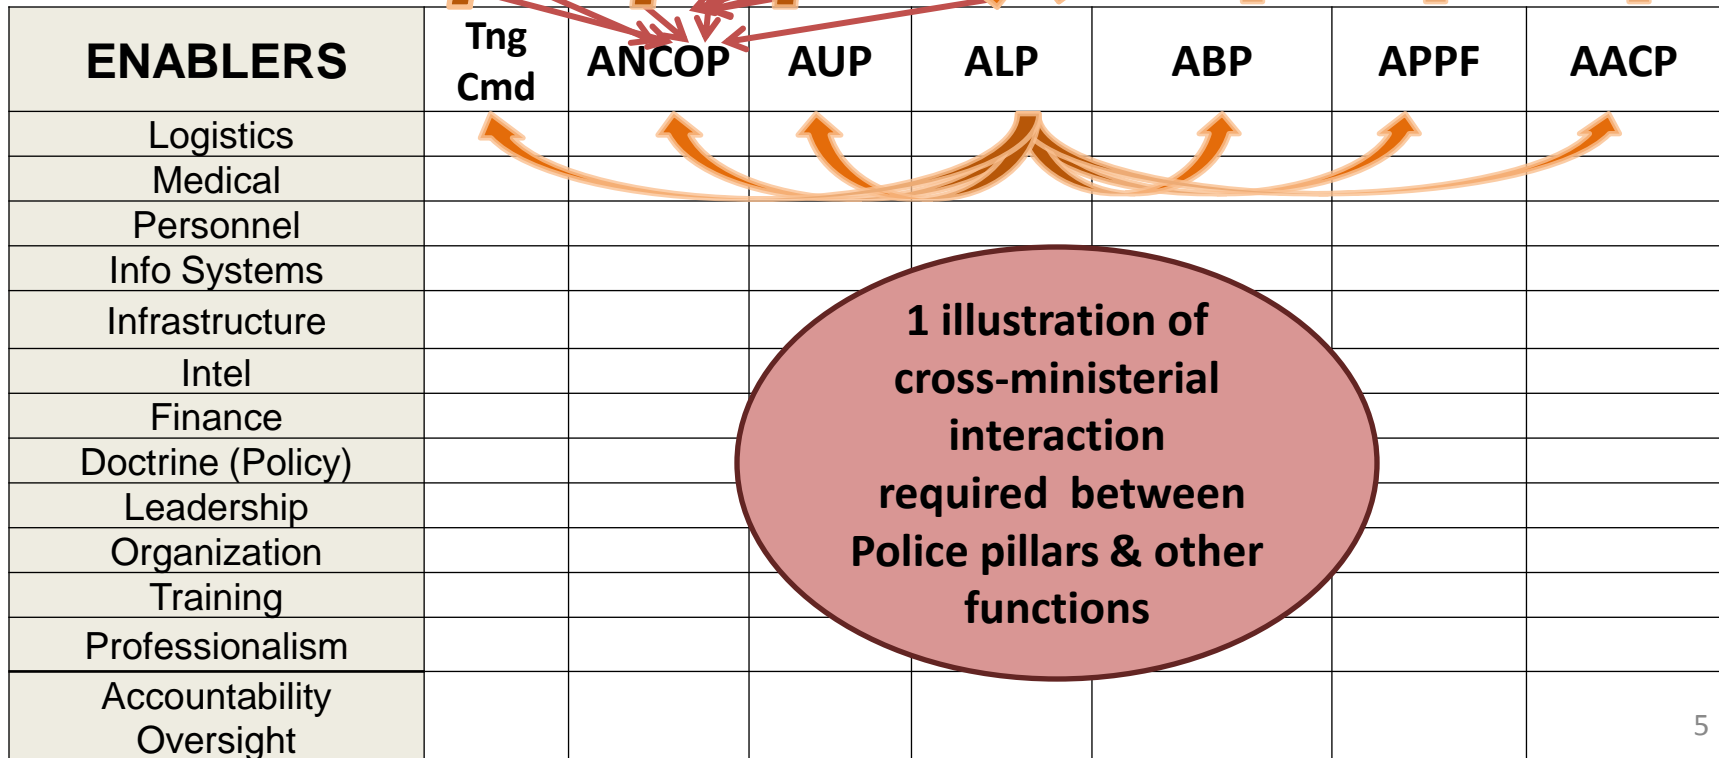 ENABLERS
Tng
Cmd
ANCOP
AUP
ALP
ABP
APPF
AACP
Logistics
Medical
Personnel
Info Systems
Infrastructure
Intel
Finance
Doctrine (Policy)
Leadership
Organization
Training
Professionalism
Accountability
Oversight
1 illustration of
cross-ministerial
interaction
required between
Police pillars & other
functions
5